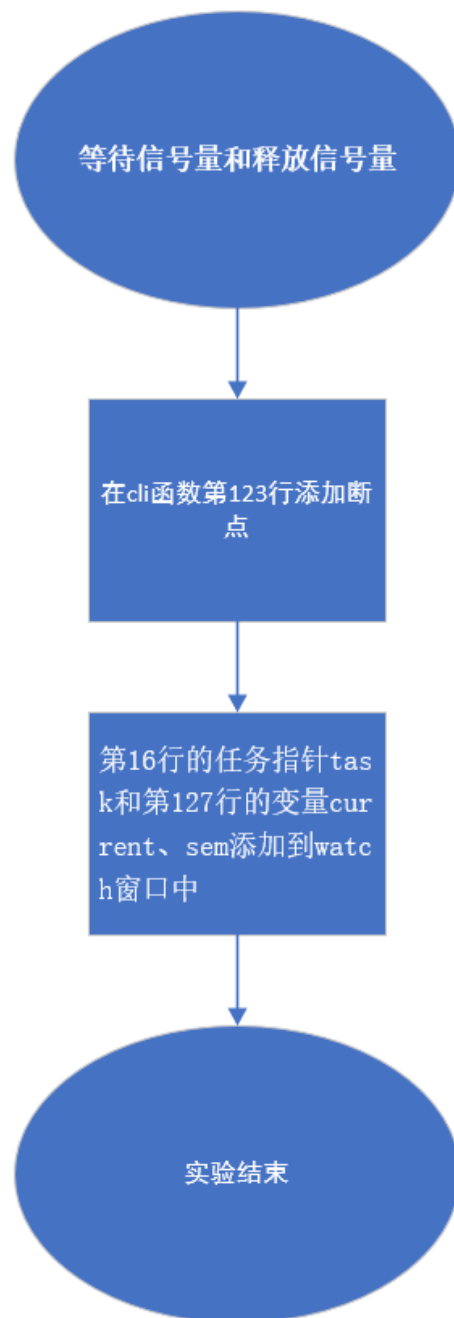 等待信号量和释放信号量
在cli函数第123行添加断
点
第16行的任务指针tas
k和第127行的变量cur
rent、sem添加到watc
h窗口中
实验结束